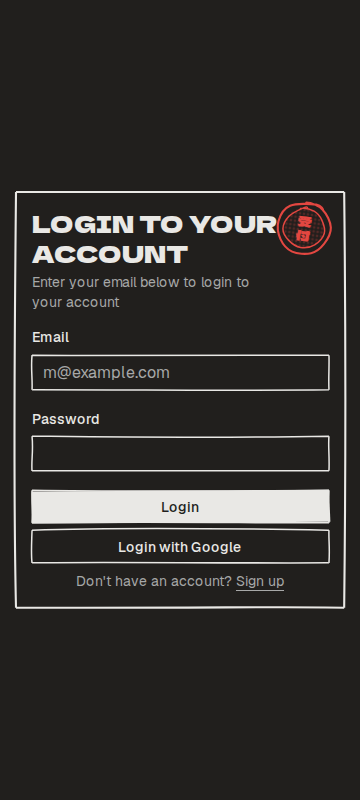 LOGIN TO YOUR
ACCOUNT
Enter your email below to login to
your account
Email
m@example.com
Password
Login
Login with Google
Don't have an account? Sign up